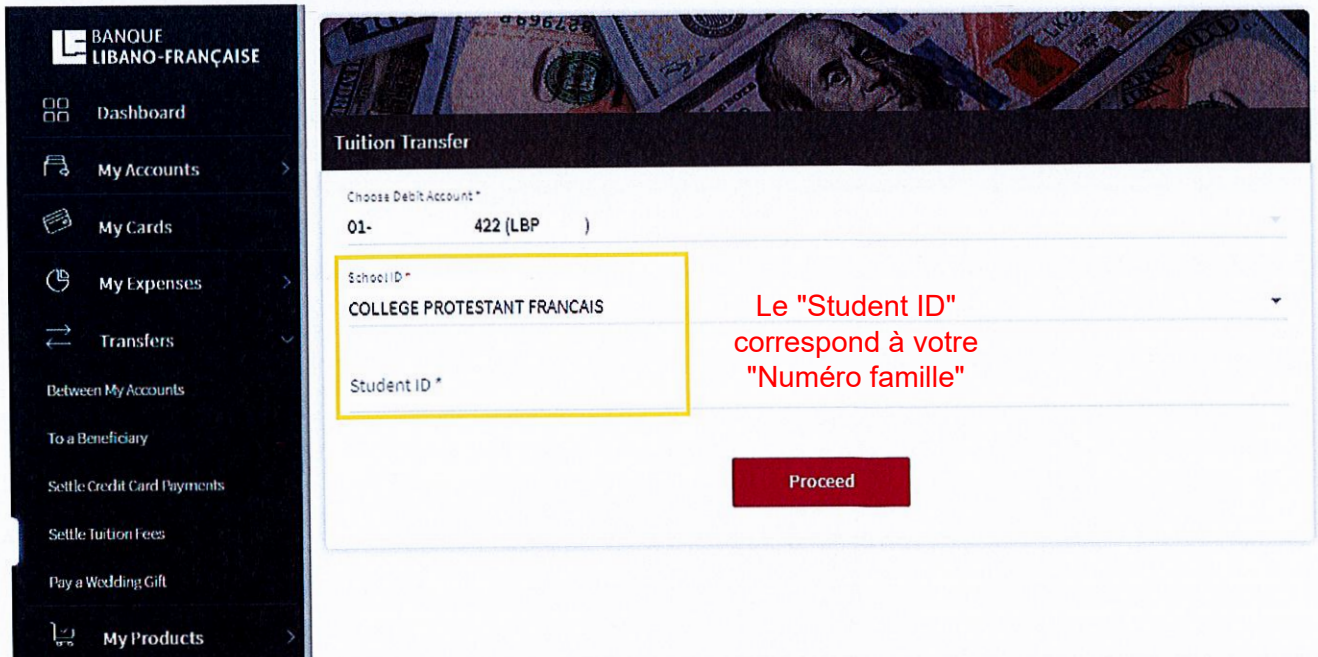 BANQUE
LIBANO-FRANÇAISE
Dashboard
My Accounts
My Cards
My Expenses
Transfers
Between My Accounts
To a Beneficiary
Settle Credit Card Payments
Settle Tuition Fees
Pay a Wedding Gift
My Products
Tuition Transfer
Choose Debit Account *
01- 422 (LBP )
School ID *
COLLEGE PROTESTANT FRANCAIS
Student ID *
Le "Student ID"
correspond à votre
"Numéro famille"
Proceed